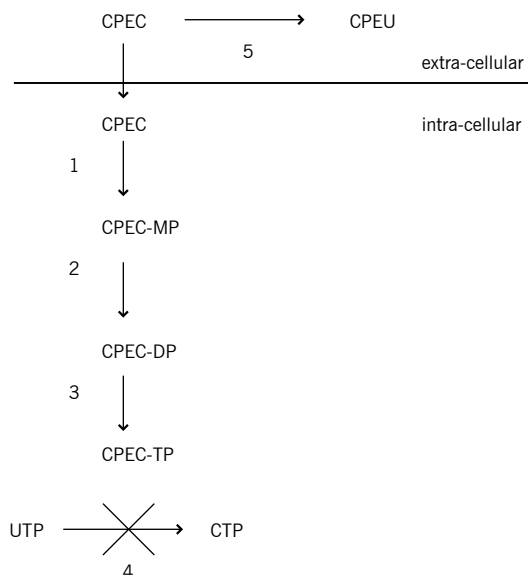 CPEC CPEU
5
extra-cellular
CPEC intra-cellular
1
CPEC-MP
2
CPEC-DP
3
CPEC-TP
UTP CTP
4